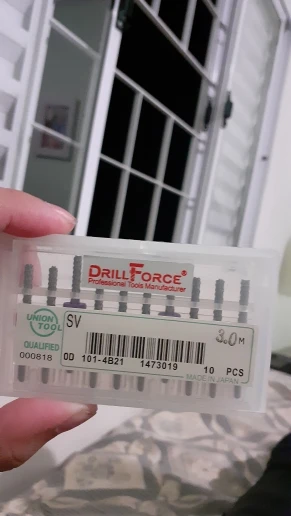 DRILLFORCE®
Professional Tools Manufacturer
UNION TOOL
QUALIFIED
000818
SV
3.0 M
OD 101-4B21 1473019 10 PCS
MADE IN JAPAN